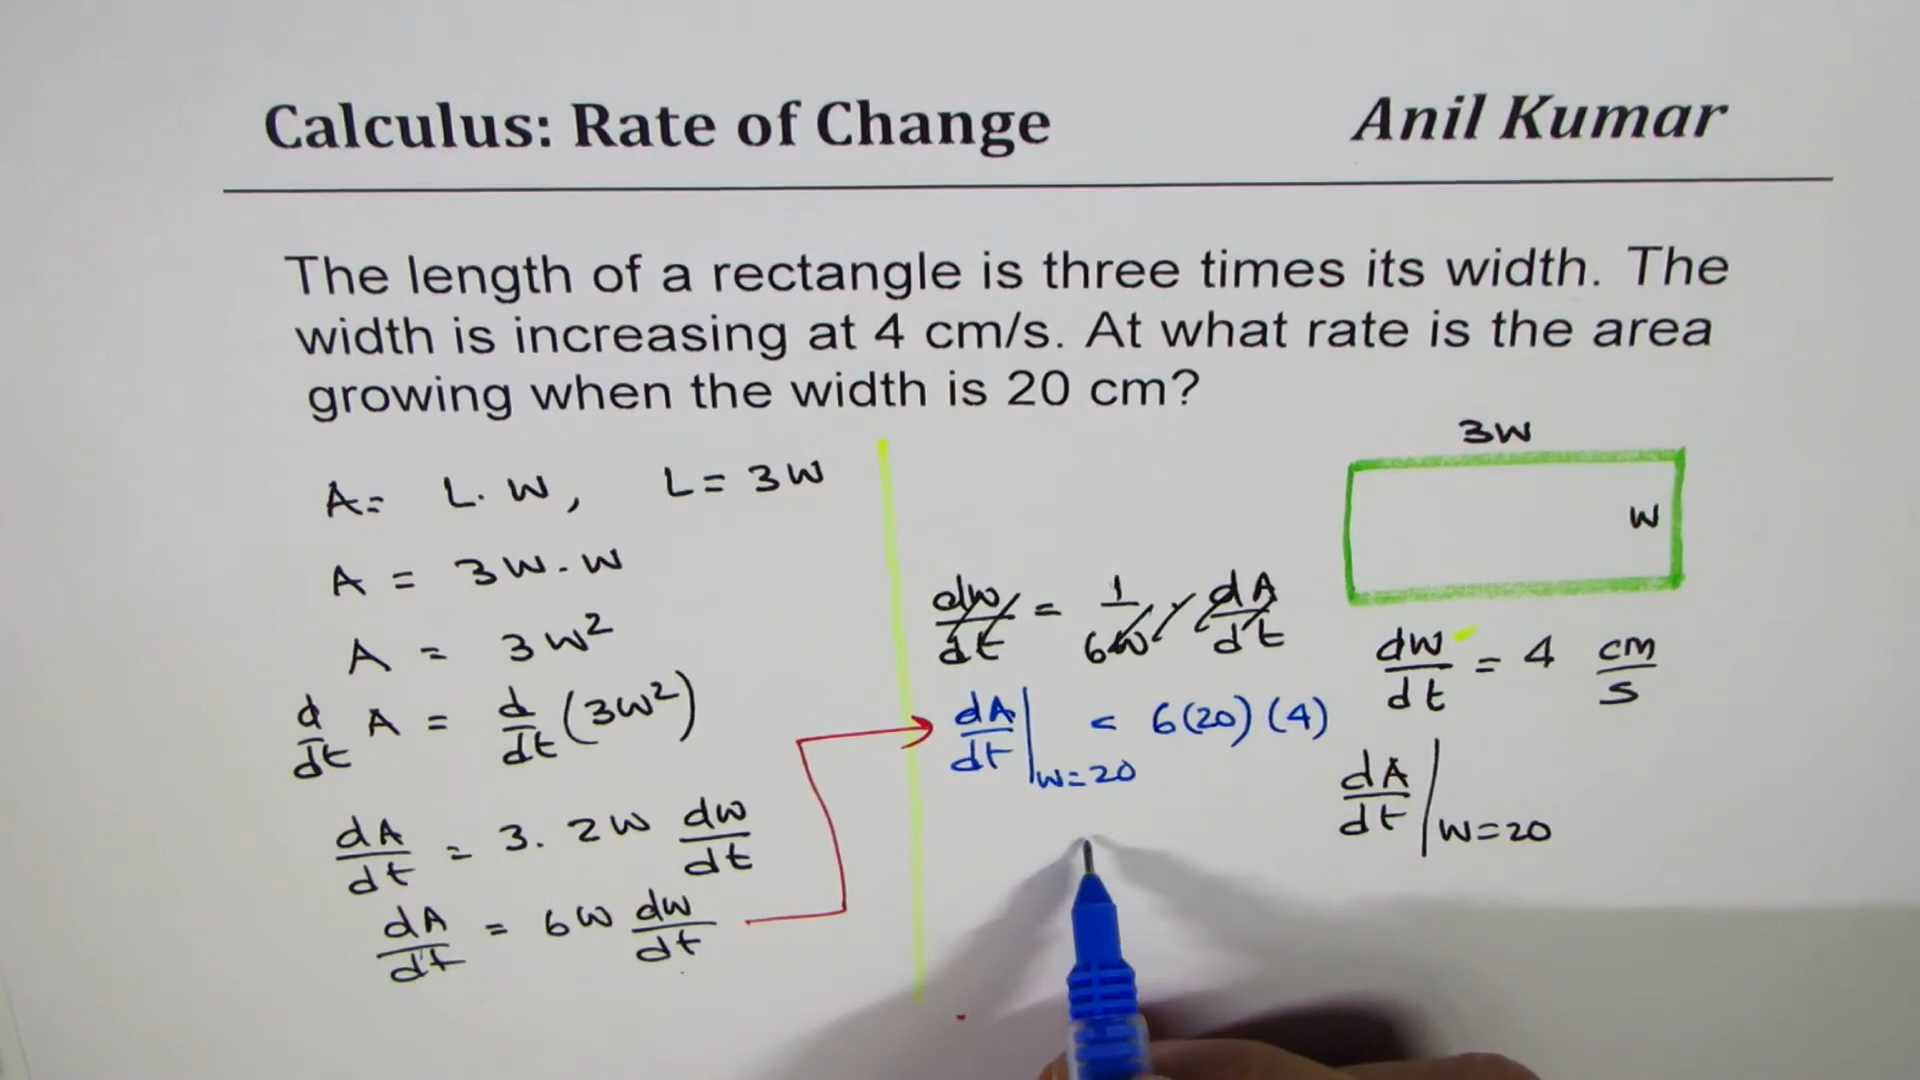 Calculus: Rate of Change
Anil Kumar
The length of a rectangle is three times its width. The
width is increasing at 4 cm/s. At what rate is the area
growing when the width is 20 cm?
A = L. W, L = 3W
A = 3W . W
A = 3W²
d/dt A = d/dt (3W²)
dA/dt = 3. 2W dw/dt
dA/dt = 6W dw/dt
dw/dt = 1/6W · dA/dt
dA/dt | W=20 = 6(20)(4)
3W
W
dw/dt = 4 cm/s
dA/dt | W=20